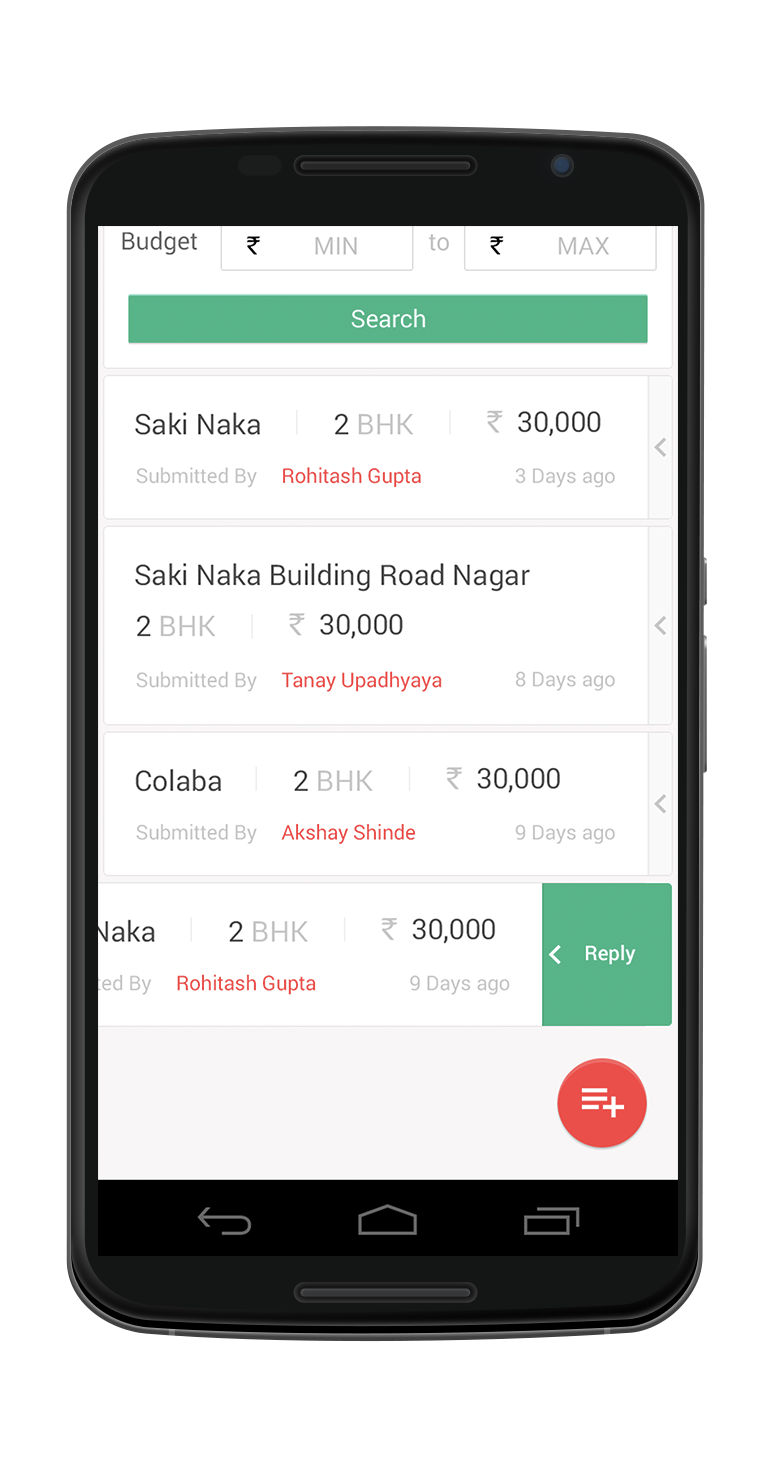 Budget ₹ MIN to ₹ MAX
Search
Saki Naka 2 BHK ₹ 30,000
Submitted By Rohitash Gupta 3 Days ago
Saki Naka Building Road Nagar
2 BHK ₹ 30,000
Submitted By Tanay Upadhyaya 8 Days ago
Colaba 2 BHK ₹ 30,000
Submitted By Akshay Shinde 9 Days ago
Naka 2 BHK ₹ 30,000
ted By Rohitash Gupta 9 Days ago
Reply